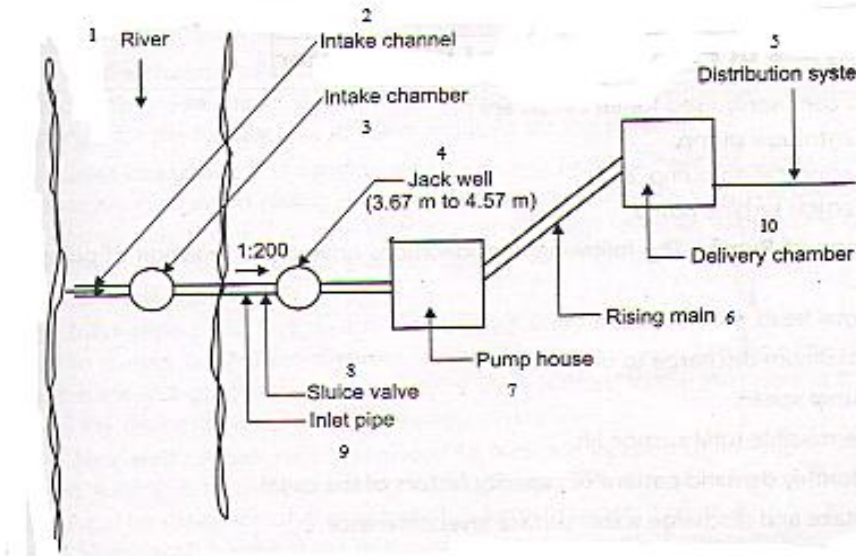 1
River
2
Intake channel
Intake chamber
3
4
Jack well
(3.67 m to 4.57 m)
5
Distribution syste
1:200
10
Delivery chamber
Rising main 6
Pump house
7
8
Sluice valve
Inlet pipe
9